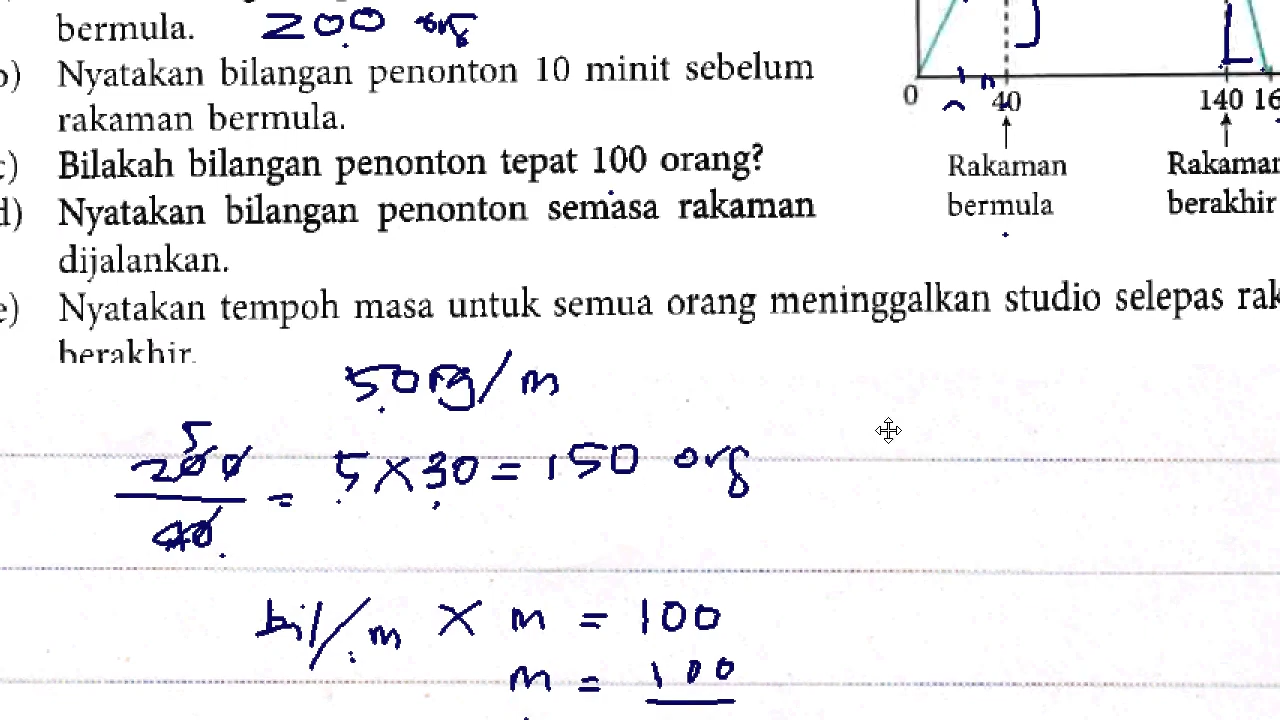 bermula. 200 org
b) Nyatakan bilangan penonton 10 minit sebelum
rakaman bermula.
c) Bilakah bilangan penonton tepat 100 orang?
d) Nyatakan bilangan penonton semasa rakaman
dijalankan.
e) Nyatakan tempoh masa untuk semua orang meninggalkan studio selepas rak
berakhir.
0 40 140 16
Rakaman bermula
Rakaman berakhir
5 org/m
5
200 = 5 × 30 = 150 org
40
bil/m × m = 100
m = 100